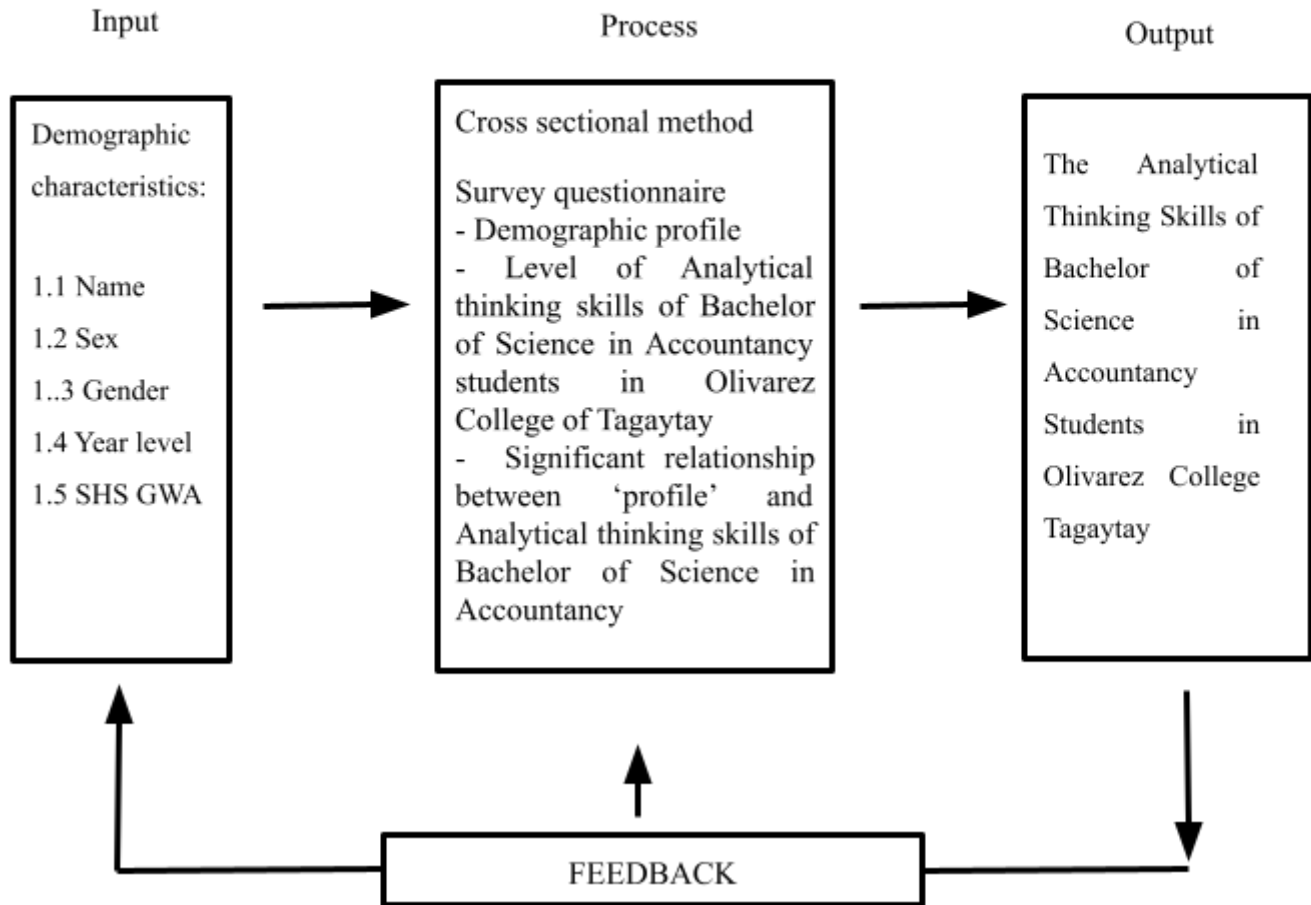 Input
Process
Output
Demographic
characteristics:
1.1 Name
1.2 Sex
1..3 Gender
1.4 Year level
1.5 SHS GWA
Cross sectional method
Survey questionnaire
- Demographic profile
- Level of Analytical
thinking skills of Bachelor
of Science in Accountancy
students in Olivarez
College of Tagaytay
- Significant relationship
between ‘profile’ and
Analytical thinking skills of
Bachelor of Science in
Accountancy
The Analytical
Thinking Skills of
Bachelor of
Science in
Accountancy
Students in
Olivarez College
Tagaytay
FEEDBACK